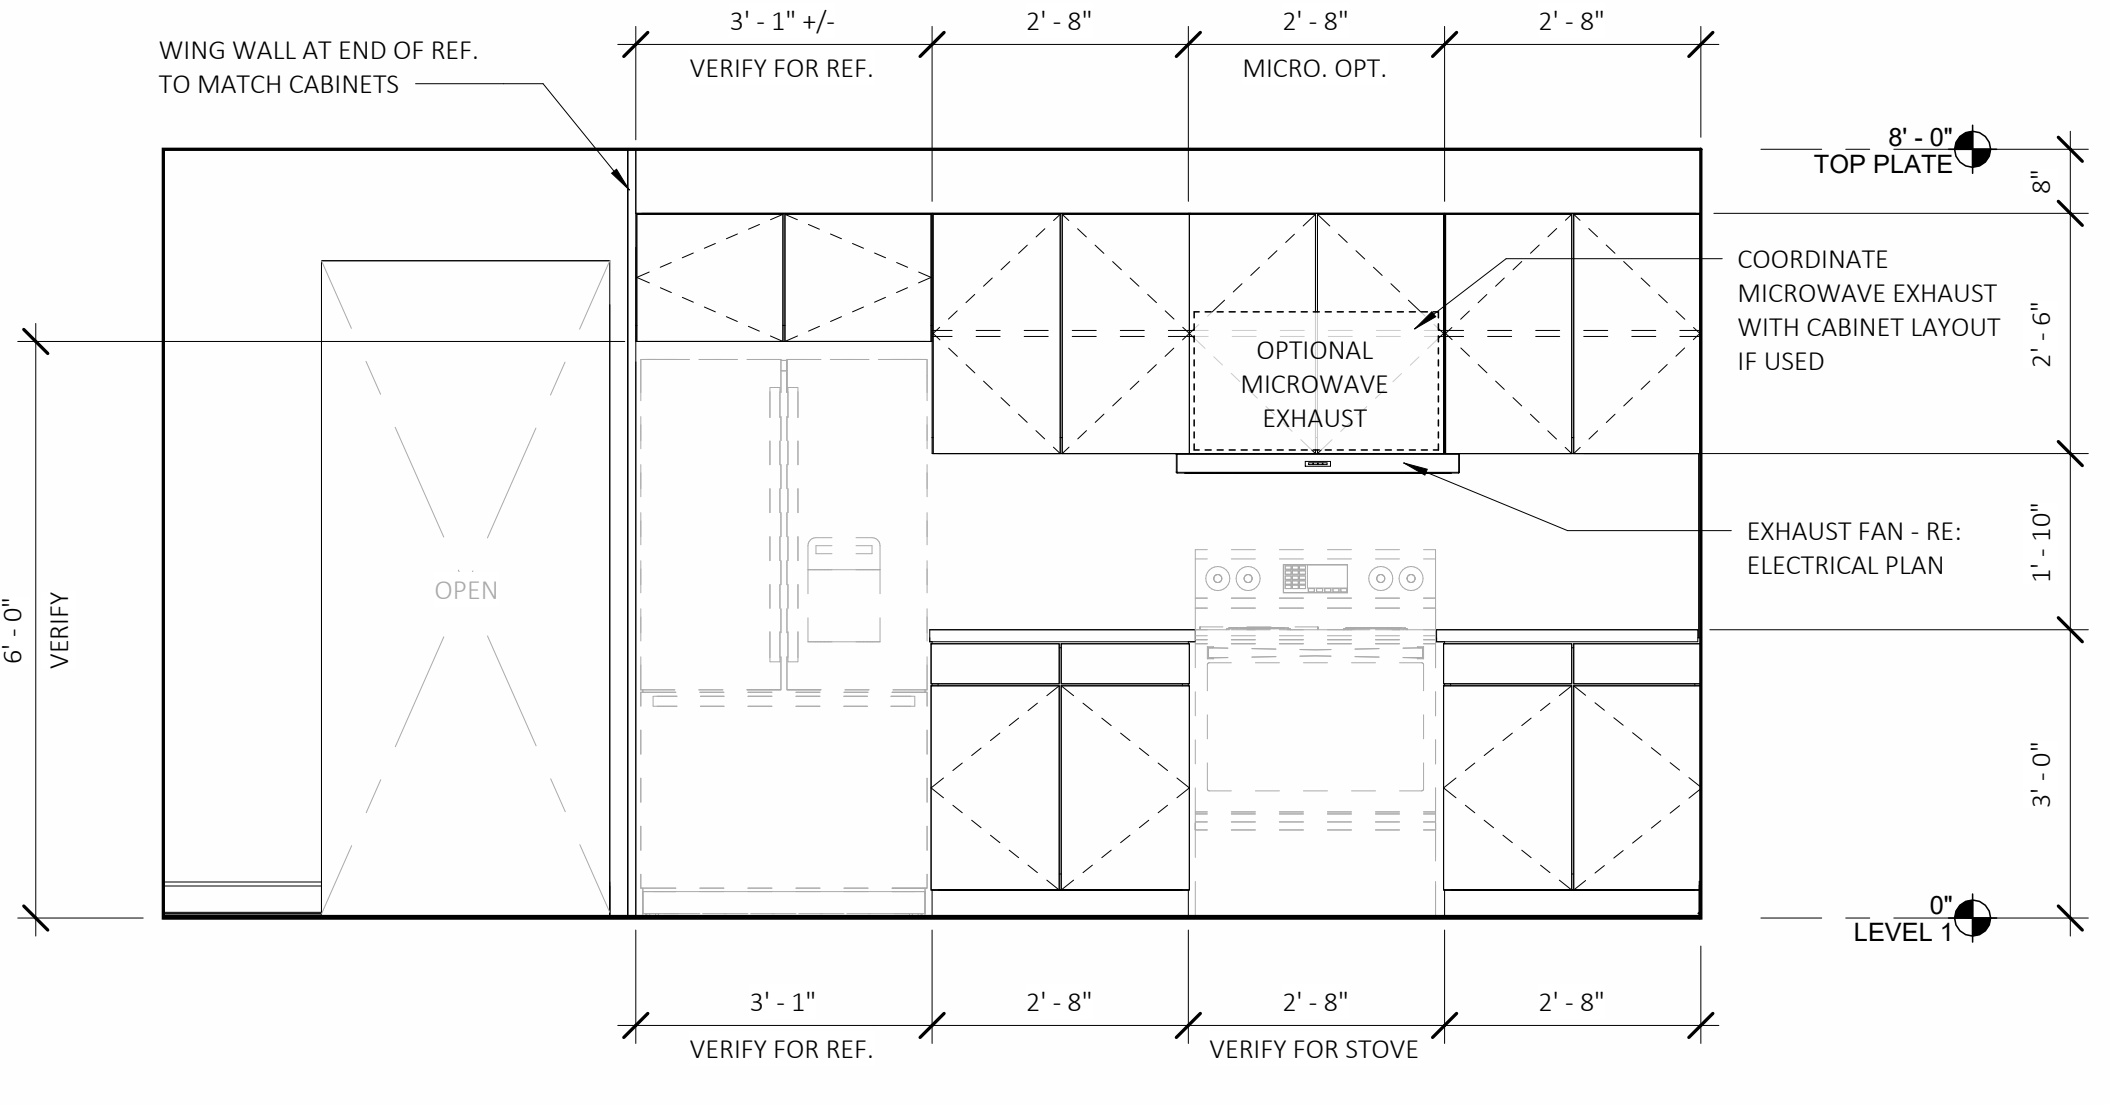 3' - 1" +/-
2' - 8"
2' - 8"
2' - 8"
WING WALL AT END OF REF.
TO MATCH CABINETS
VERIFY FOR REF.
MICRO. OPT.
8' - 0"
TOP PLATE
8"
COORDINATE
MICROWAVE EXHAUST
WITH CABINET LAYOUT
IF USED
2' - 6"
OPTIONAL
MICROWAVE
EXHAUST
EXHAUST FAN - RE:
ELECTRICAL PLAN
1' - 10"
OPEN
6' - 0"
VERIFY
3' - 0"
0"
LEVEL 1
3' - 1"
2' - 8"
2' - 8"
2' - 8"
VERIFY FOR REF.
VERIFY FOR STOVE